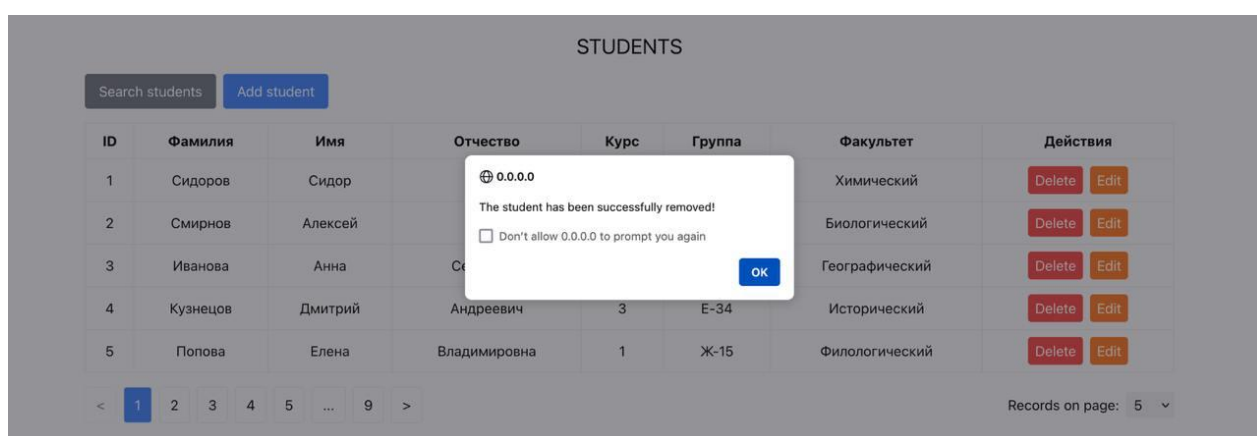 STUDENTS
Search students Add student
ID Фамилия Имя Отчество Курс Группа Факультет Действия
0.0.0.0
The student has been successfully removed!
Don't allow 0.0.0.0 to prompt you again
OK
1 Сидоров Сидор Химический Delete Edit
2 Смирнов Алексей Биологический Delete Edit
3 Иванова Анна Географический Delete Edit
4 Кузнецов Дмитрий Андреевич 3 Е-34 Исторический Delete Edit
5 Попова Елена Владимировна 1 Ж-15 Филологический Delete Edit
< 1 2 3 4 5 ... 9 > Records on page: 5